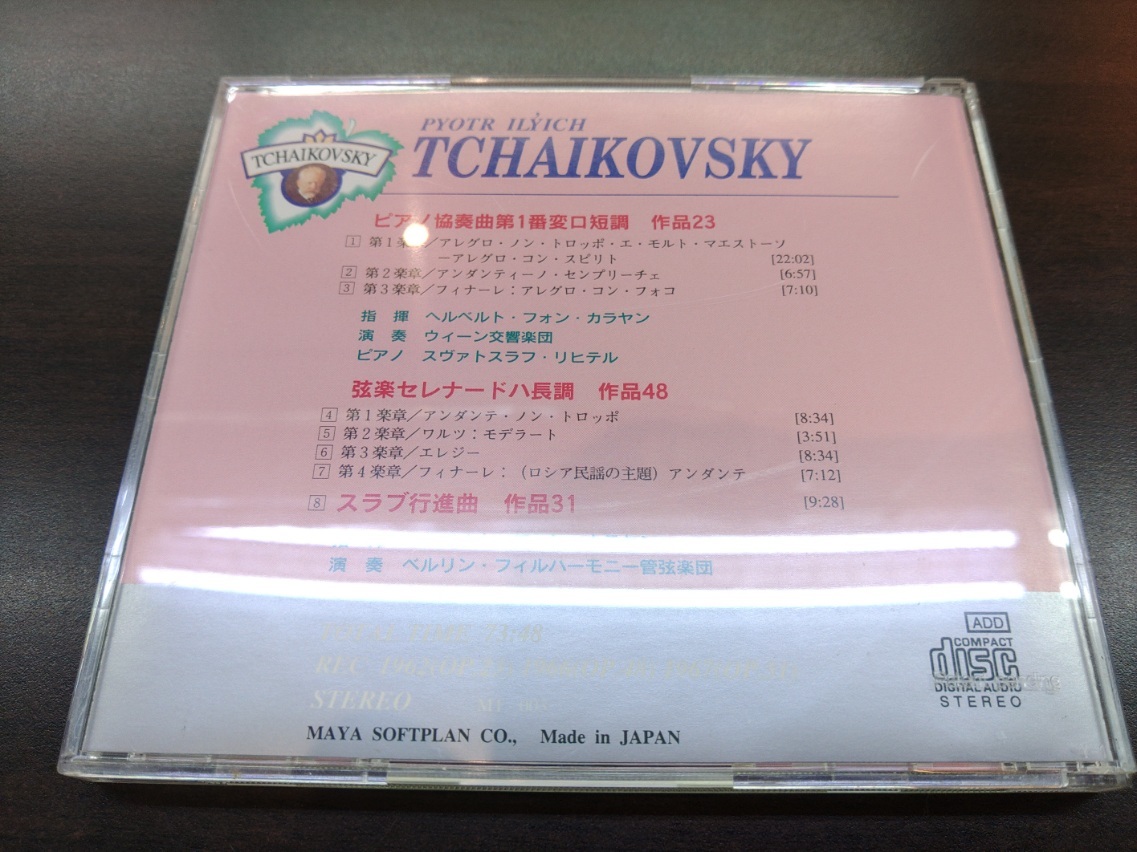 TCHAIKOVSKY
PYOTR ILYICH
TCHAIKOVSKY
ピアノ協奏曲第1番変ロ短調 作品23
1 第1楽章/アレグロ・ノン・トロッポ・エ・モルト・マエストーソ
ーアレグロ・コン・スピリト [22:02]
2 第2楽章/アンダンティーノ・センプリーチェ [6:57]
3 第3楽章/フィナーレ：アレグロ・コン・フォコ [7:10]
指 揮 ヘルベルト・フォン・カラヤン
演 奏 ウィーン交響楽団
ピアノ スヴァトスラフ・リヒテル
弦楽セレナードハ長調 作品48
4 第1楽章/アンダンテ・ノン・トロッポ [8:34]
5 第2楽章/ワルツ：モデラート [3:51]
6 第3楽章/エレジー [8:34]
7 第4楽章/フィナーレ：（ロシア民謡の主題）アンダンテ [7:12]
8 スラブ行進曲 作品31 [9:28]
演 奏 ベルリン・フィルハーモニー管弦楽団
TOTAL TIME 73:48
STEREO
MAYA SOFTPLAN CO., Made in JAPAN
ADD
COMPACT
disc
DIGITAL AUDIO
STEREO